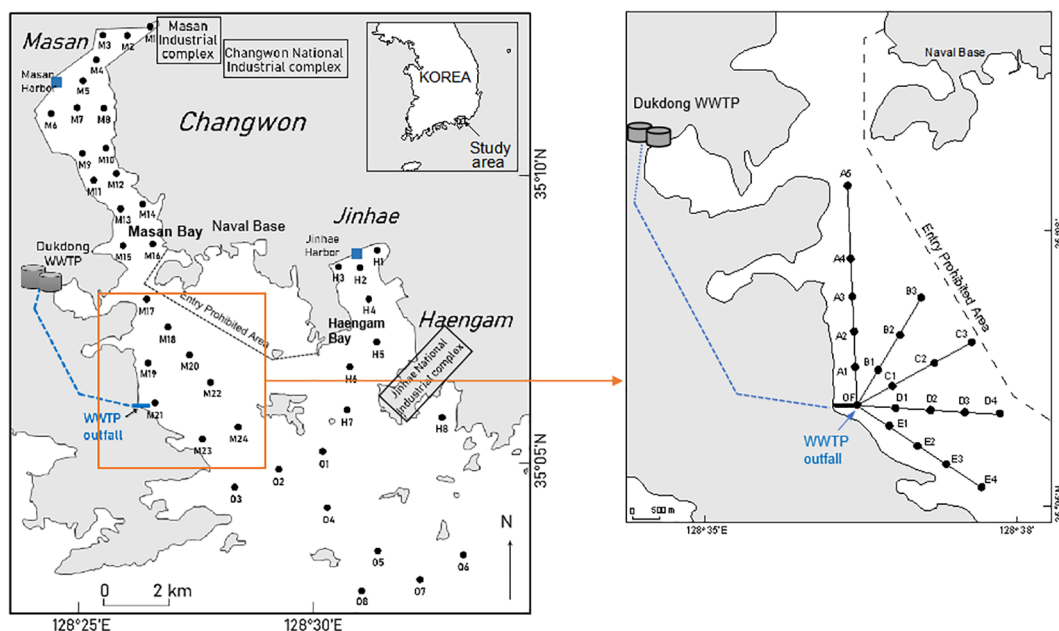 Masan
M3
M2
M1
Masan
Industrial
complex
Changwon National
Industrial complex
M4
Masan
Harbor
M5
M6
M7
M8
KOREA
Study
area
Changwon
M9
M10
M11
M12
35°10'N
M13
M14
Masan Bay
M15
M16
Naval Base
Jinhae
Jinhae
Harbor
H1
H2
H3
Dukdong
WWTP
M17
Entry Prohibited Area
H4
Haengam
Bay
Haengam
M18
H5
M19
M20
H6
Jinhae National
Industrial complex
M22
M21
WWTP
outfall
H7
H8
M24
M23
O1
O2
35°05'N
O3
O4
N
O5
O6
O7
O8
0 2 km
128°25'E
128°30'E
Naval Base
Dukdong WWTP
A5
A4
A3
B3
Entry Prohibited Area
A2
B2
C3
A1
B1
C2
C1
OF
D1
D2
D3
D4
E1
WWTP
outfall
E2
E3
E4
0 500 m
128°35'E
128°38'E